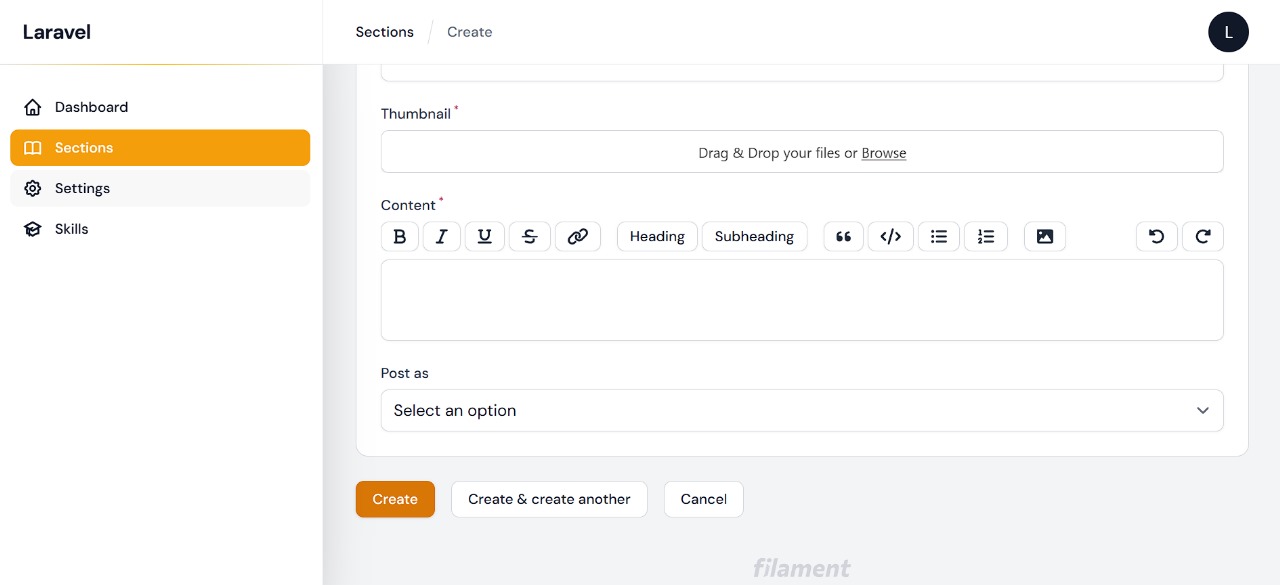 Laravel
Sections / Create
L
Dashboard
Sections
Settings
Skills
Thumbnail*
Drag & Drop your files or Browse
Content*
B I U S Heading Subheading
Post as
Select an option
Create Create & create another Cancel
filament